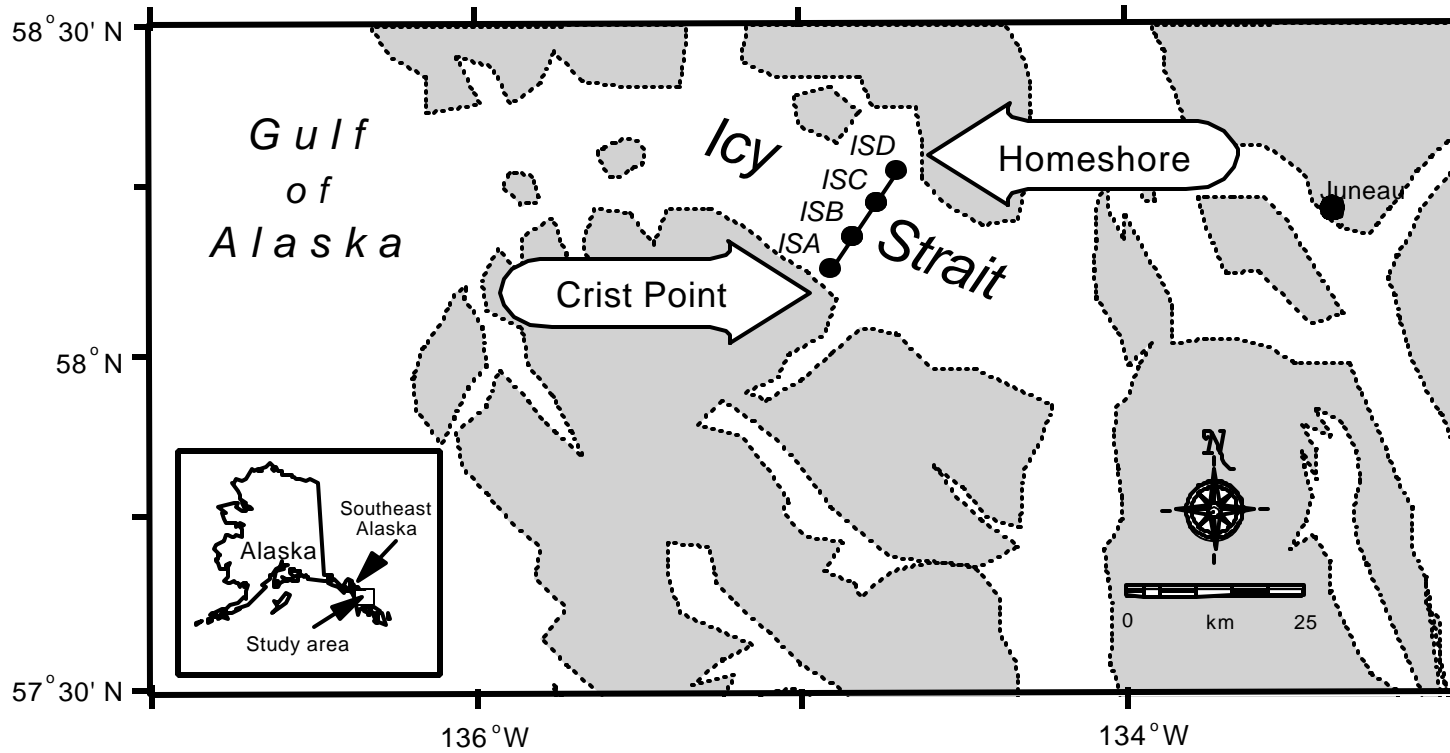 58°30' N
Gulf
of
Alaska
Icy
Strait
ISD
ISC
ISB
ISA
Homeshore
Juneau
Crist Point
58°N
Southeast
Alaska
Alaska
Study area
N
0 km 25
57°30' N
136°W
134°W